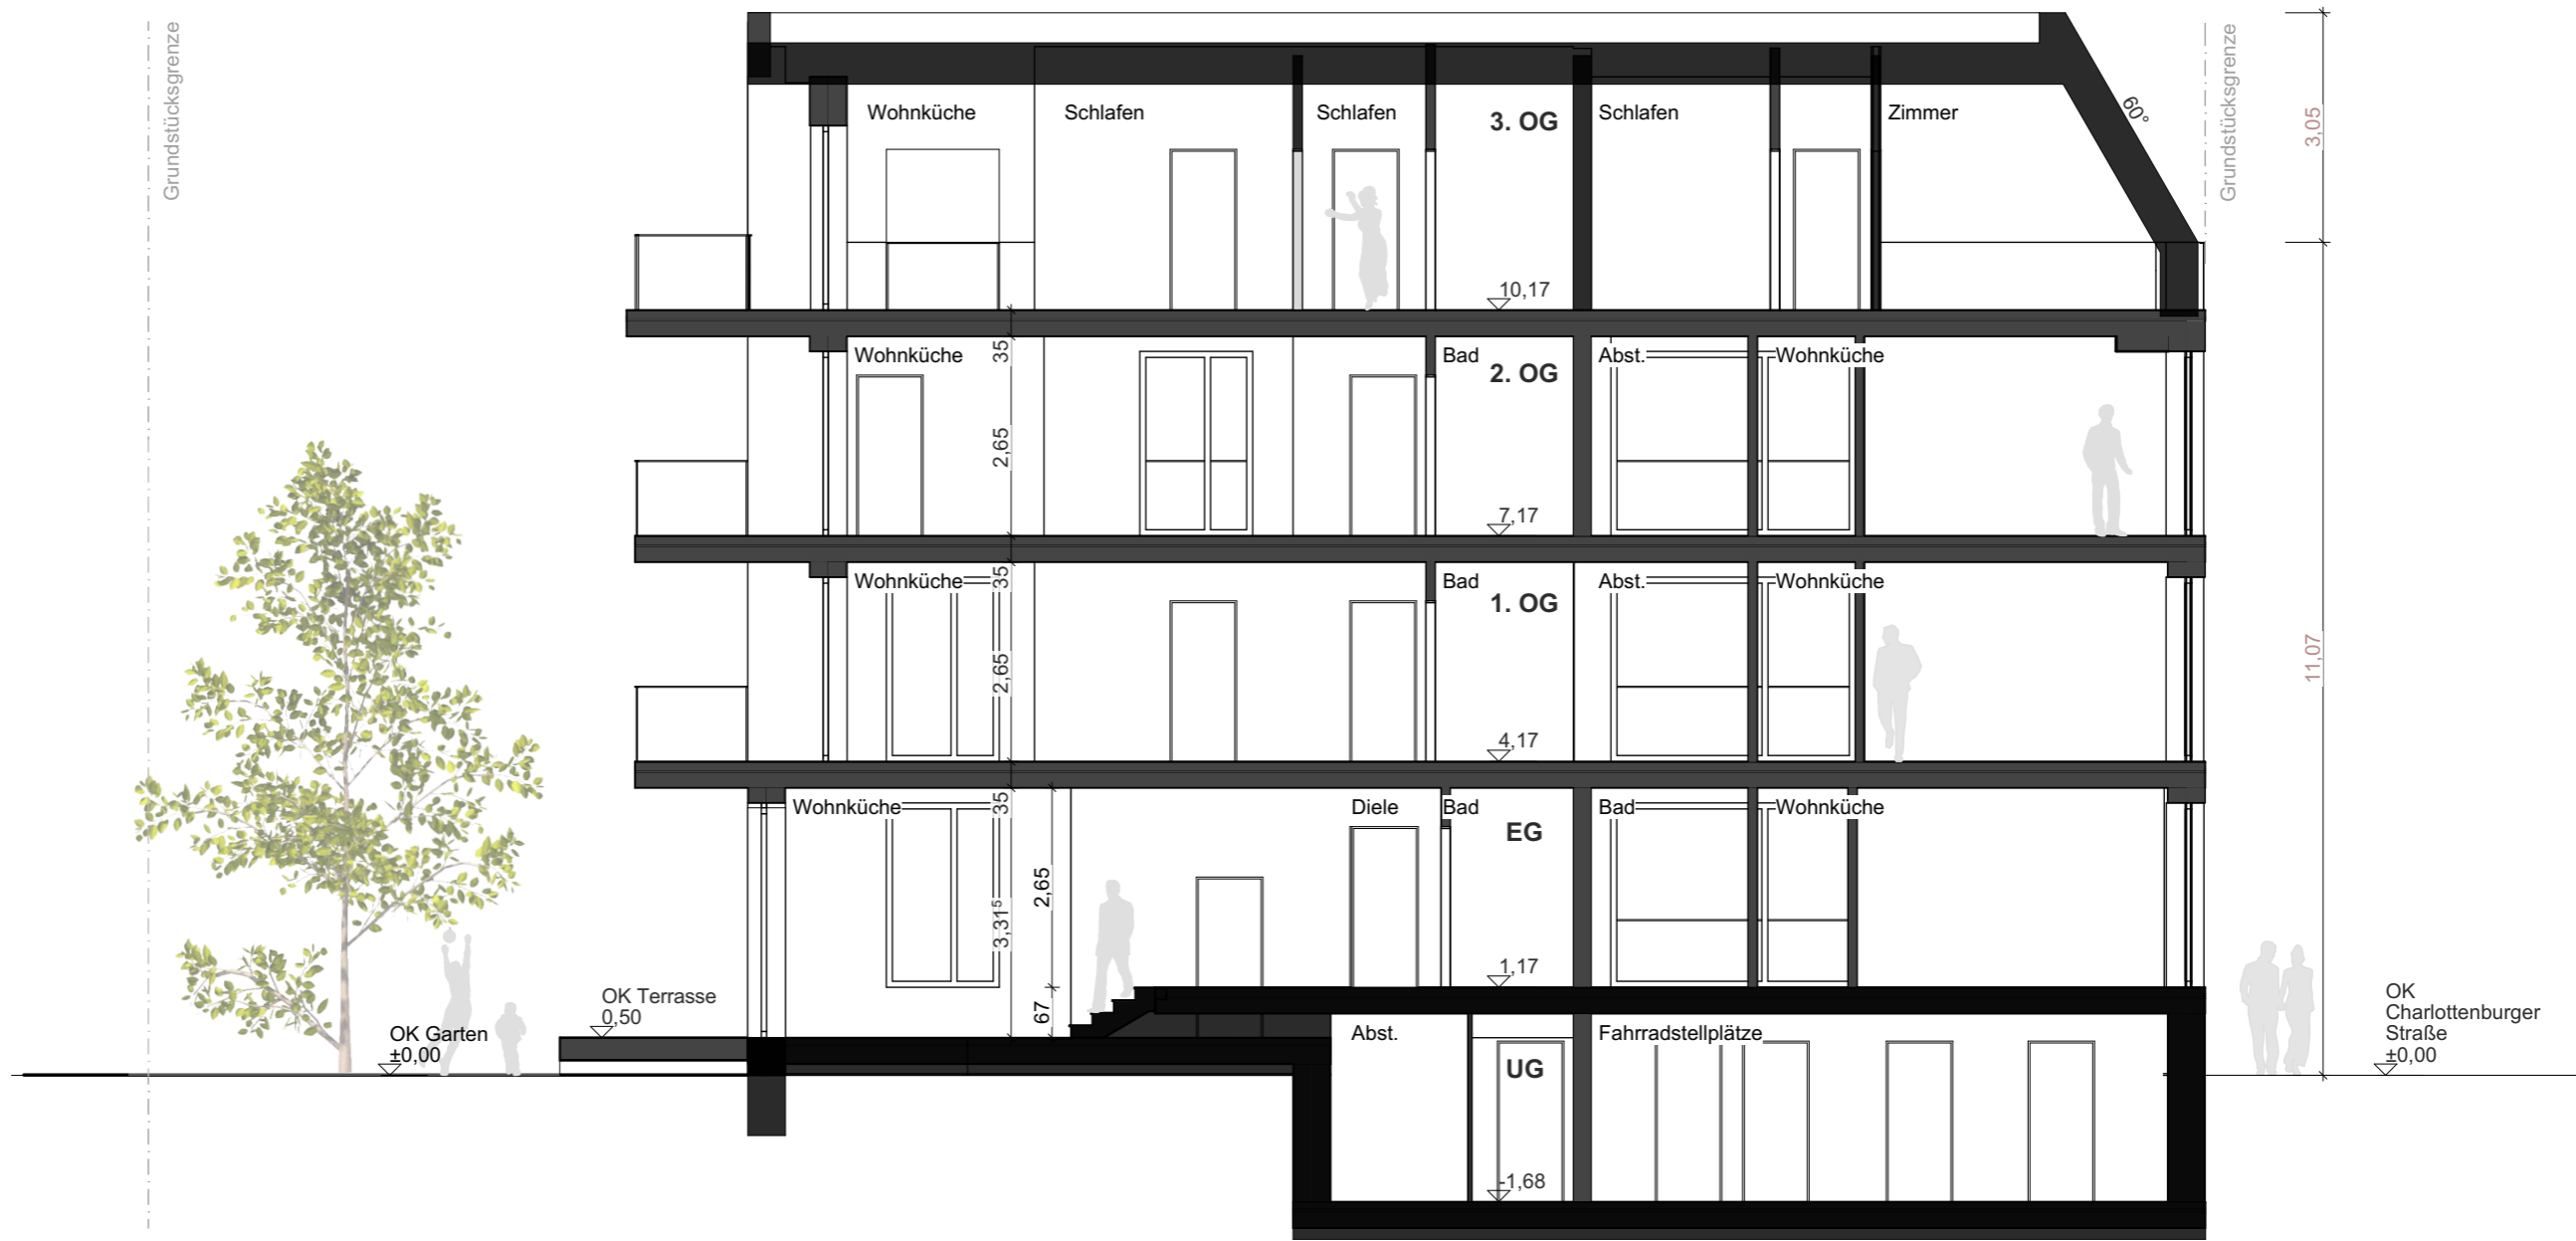 Grundstücksgrenze
Grundstücksgrenze
Wohnküche
Schlafen
Schlafen
3. OG
Schlafen
Zimmer
60°
3,05
10,17
Wohnküche
35
Bad
2. OG
Abst.
Wohnküche
2,65
7,17
Wohnküche
35
Bad
1. OG
Abst.
Wohnküche
2,65
11,07
4,17
Wohnküche
35
Diele
Bad
EG
Bad
Wohnküche
2,65
3,31⁵
1,17
67
OK Terrasse
0,50
OK Garten
±0,00
Abst.
UG
Fahrradstellplätze
-1,68
OK
Charlottenburger
Straße
±0,00